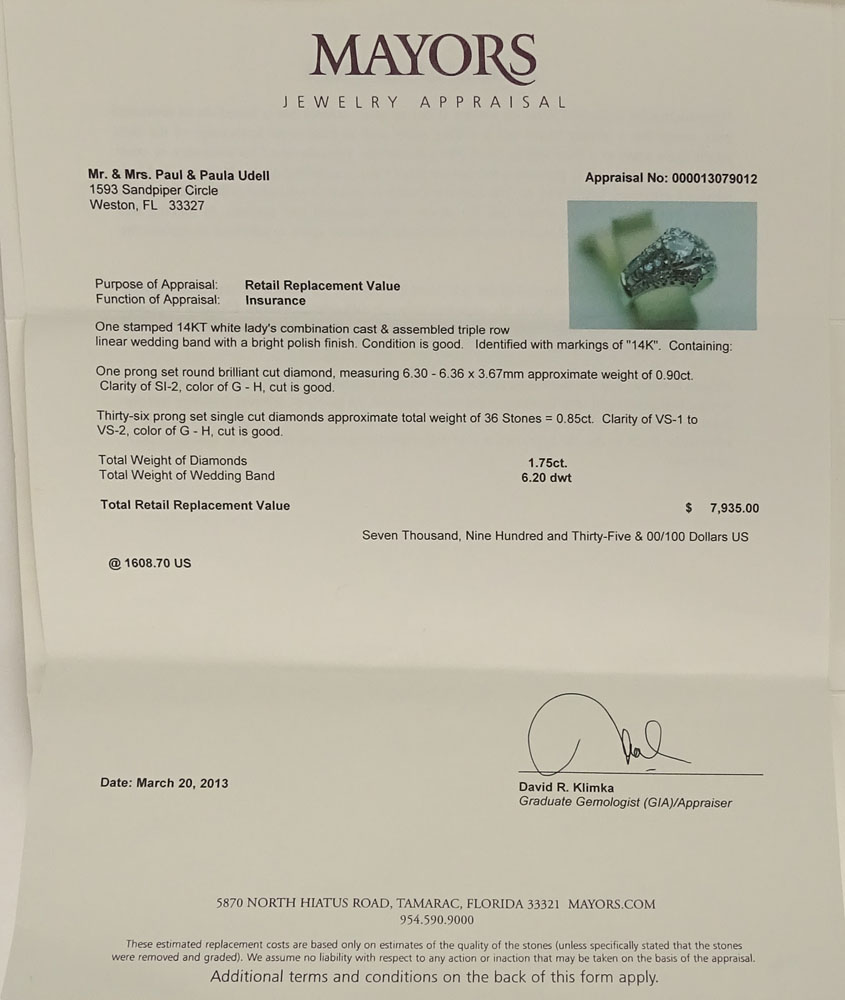 MAYORS
JEWELRY APPRAISAL
Mr. & Mrs. Paul & Paula Udell
1593 Sandpiper Circle
Weston, FL 33327
Appraisal No: 000013079012
Purpose of Appraisal: Retail Replacement Value
Function of Appraisal: Insurance
One stamped 14KT white lady's combination cast & assembled triple row
linear wedding band with a bright polish finish. Condition is good. Identified with markings of "14K". Containing:
One prong set round brilliant cut diamond, measuring 6.30 - 6.36 x 3.67mm approximate weight of 0.90ct.
Clarity of SI-2, color of G - H, cut is good.
Thirty-six prong set single cut diamonds approximate total weight of 36 Stones = 0.85ct. Clarity of VS-1 to
VS-2, color of G - H, cut is good.
Total Weight of Diamonds 1.75ct.
Total Weight of Wedding Band 6.20 dwt
Total Retail Replacement Value $ 7,935.00
Seven Thousand, Nine Hundred and Thirty-Five & 00/100 Dollars US
@ 1608.70 US
Date: March 20, 2013
David R. Klimka
Graduate Gemologist (GIA)/Appraiser
5870 NORTH HIATUS ROAD, TAMARAC, FLORIDA 33321 MAYORS.COM
954.590.9000
These estimated replacement costs are based only on estimates of the quality of the stones (unless specifically stated that the stones
were removed and graded). We assume no liability with respect to any action or inaction that may be taken on the basis of the appraisal.
Additional terms and conditions on the back of this form apply.